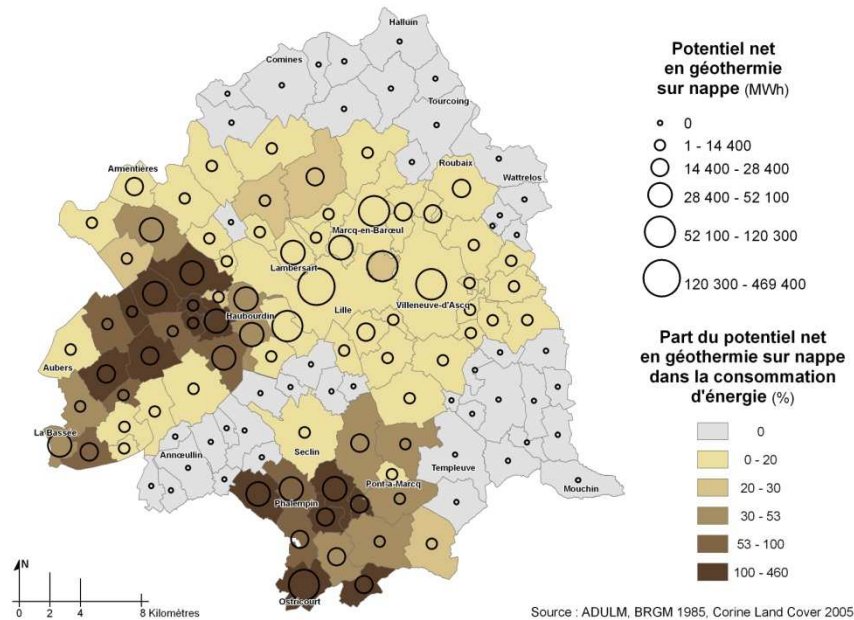 Halluin
Comines
Tourcoing
Armentières
Roubaix
Wattrelos
Marcq-en-Barœul
Lambersart
Lille
Villeneuve-d'Ascq
Haubourdin
Aubers
La Bassée
Annœullin
Seclin
Templeuve
Pont-à-Marcq
Mouchin
Phalempin
Ostricourt
N
0 2 4 8 Kilomètres
Potentiel net
en géothermie
sur nappe (MWh)
0
1 - 14 400
14 400 - 28 400
28 400 - 52 100
52 100 - 120 300
120 300 - 469 400
Part du potentiel net
en géothermie sur nappe
dans la consommation
d'énergie (%)
0
0 - 20
20 - 30
30 - 53
53 - 100
100 - 460
Source : ADULM, BRGM 1985, Corine Land Cover 2005